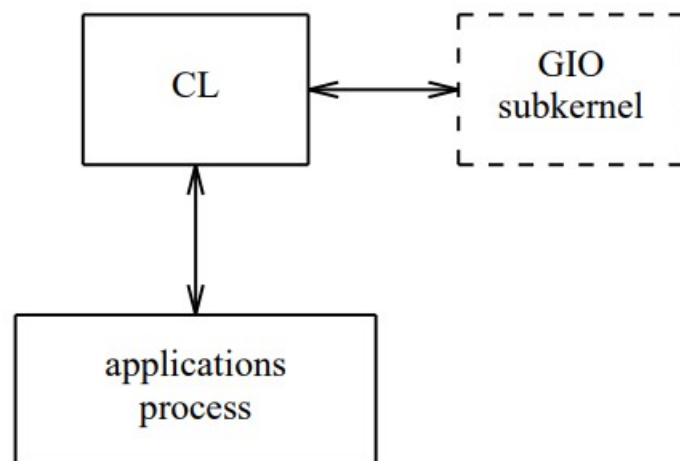 CL
GIO
subkernel
applications
process